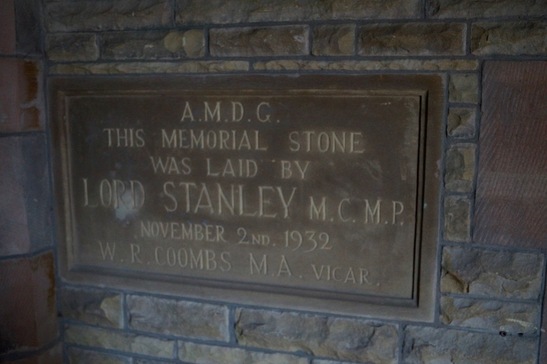 A.M.D.G.
THIS MEMORIAL STONE
WAS LAID BY
LORD STANLEY M.C. M.P.
NOVEMBER 2ND. 1932
W.R. COOMBS M.A. VICAR.